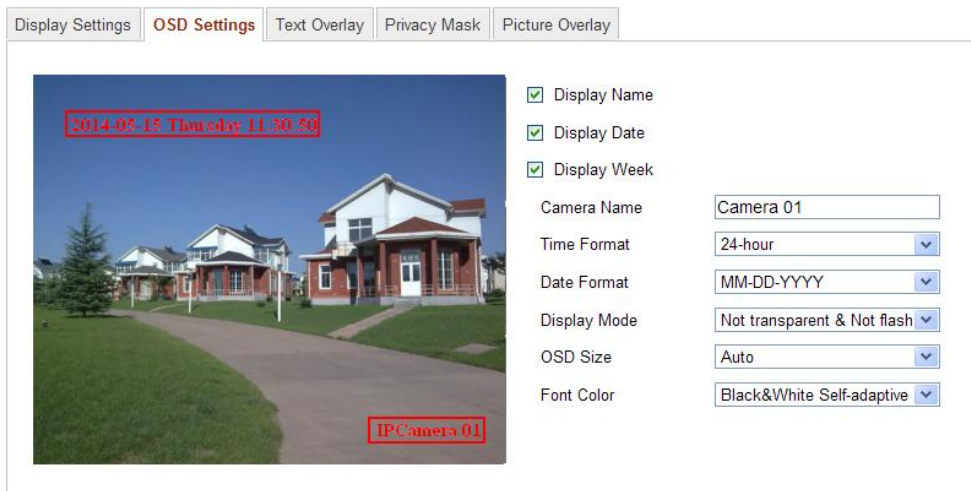 Display Settings OSD Settings Text Overlay Privacy Mask Picture Overlay
2014-05-15 Thursday 11:30:50
IPCamera 01
Display Name
Display Date
Display Week
Camera Name Camera 01
Time Format 24-hour
Date Format MM-DD-YYYY
Display Mode Not transparent & Not flash
OSD Size Auto
Font Color Black&White Self-adaptive